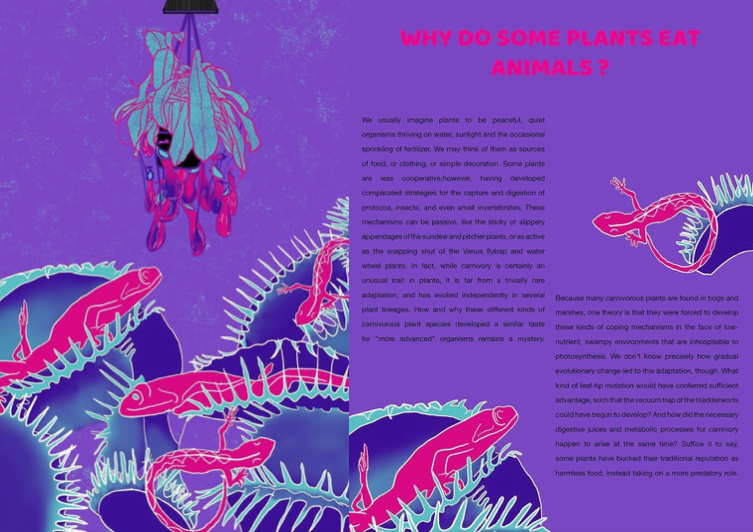 WHY DO SOME PLANTS EAT
ANIMALS ?
We usually imagine plants to be peaceful, quiet
organisms thriving on water, sunlight and the occasional
sprinkling of fertilizer. We may think of them as sources
of food, or clothing, or simple decoration. Some plants
are less cooperative,however, having developed
complicated strategies for the capture and digestion of
protozoa, insects, and even small invertebrates. These
mechanisms can be passive, like the sticky or slippery
appendages of the sundew and pitcher plants, or as active
as the snapping shut of the Venus flytrap and water
wheel plants. In fact, while carnivory is certainly an
unusual trait in plants, it is far from a trivially rare
adaptation, and has evoked independently in several
plant lineages. How and why these different kinds of
carnivorous plant species developed a similar taste
for “more advanced” organisms remains a mystery.
Because many carnivorous plants are found in bogs and
marshes, one theory is that they were forced to develop
these kinds of coping mechanisms in the face of low-
nutrient, swampy environments that are inhospitable to
photosynthesis. We don't know precisely how gradual
evolutionary change led to this adaptation, though. What
kind of leaf-tip mutation would have conferred sufficient
advantage, such that the vacuum trap of the bladderworts
could have begun to develop? And how did the necessary
digestive juices and metabolic processes for carnivory
happen to arise at the same time? Suffice it to say,
some plants have bucked their traditional reputation as
harmless food, instead taking on a more predatory role.